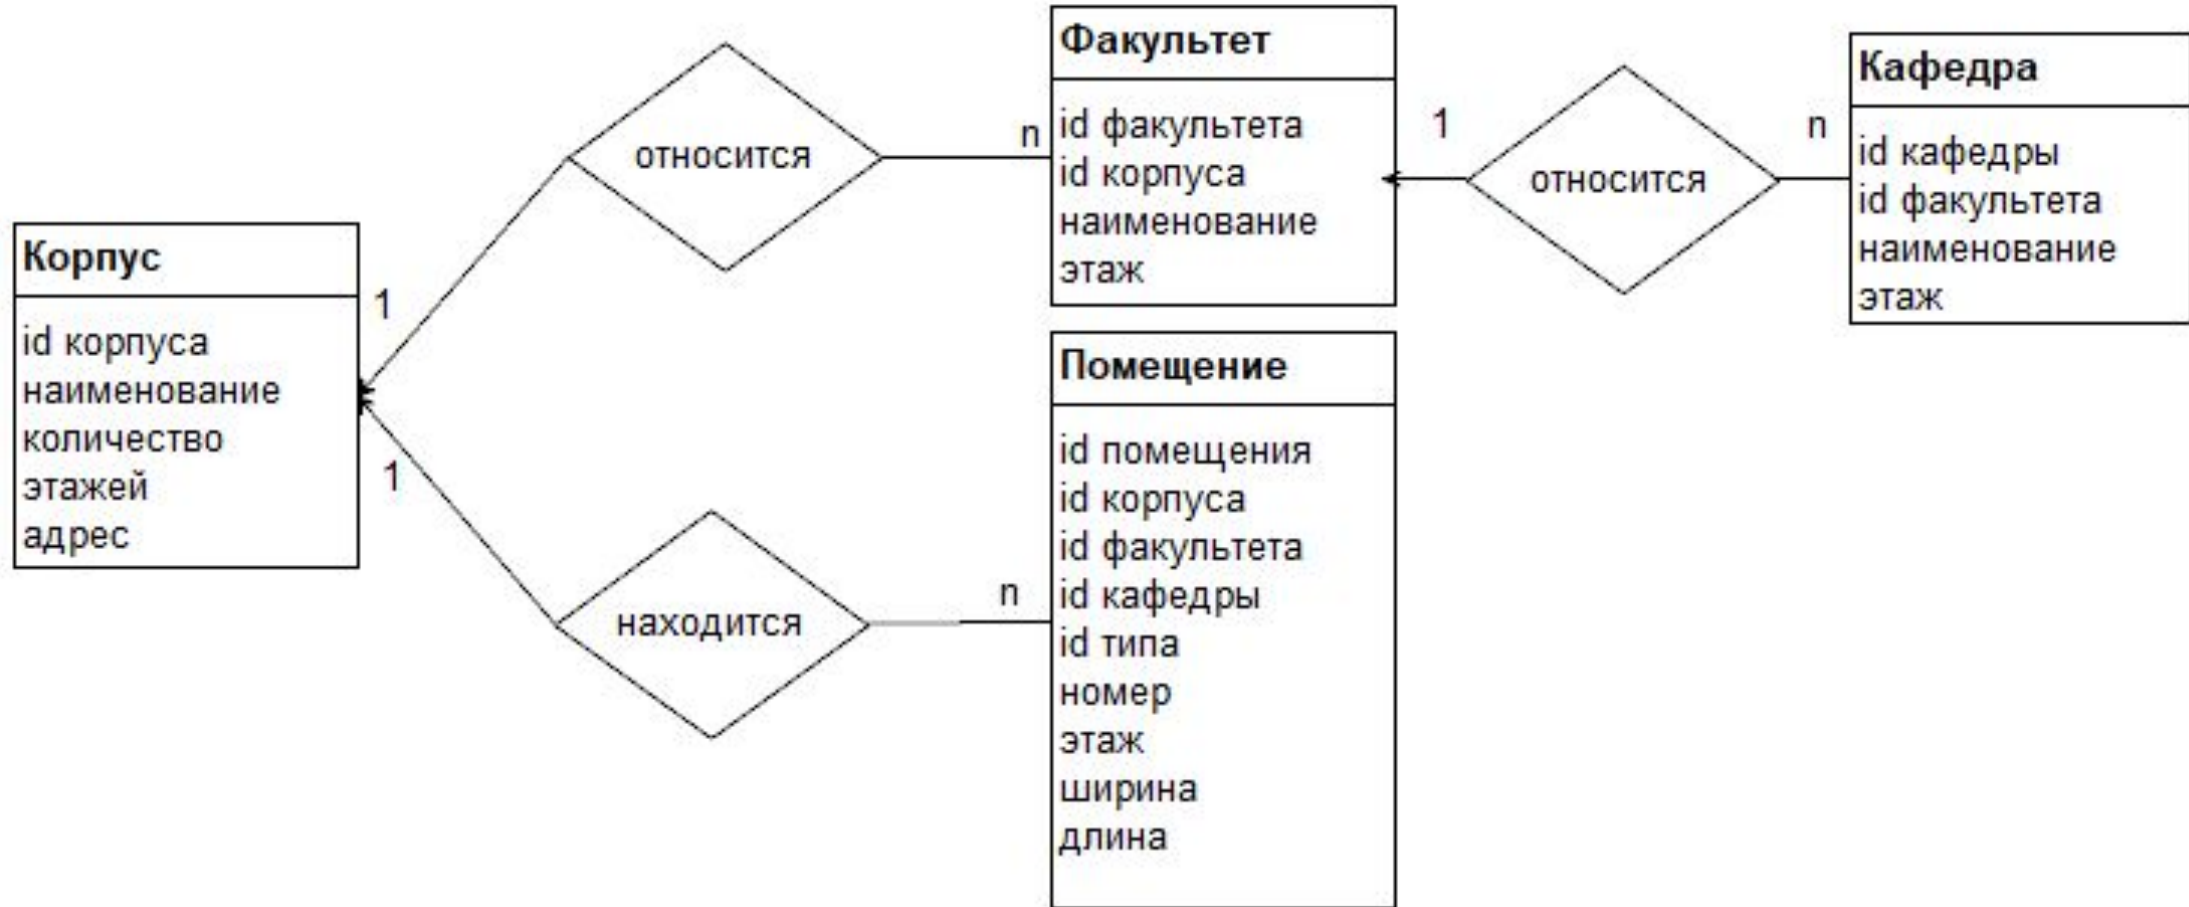 Корпус
id корпуса
наименование
количество
этажей
адрес
1
1
относится
n
находится
n
Факультет
id факультета
id корпуса
наименование
этаж
Помещение
id помещения
id корпуса
id факультета
id кафедры
id типа
номер
этаж
ширина
длина
1
относится
n
Кафедра
id кафедры
id факультета
наименование
этаж